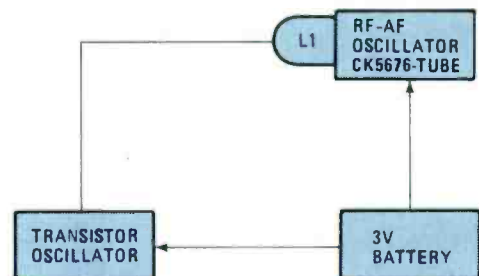 L1
RF-AF
OSCILLATOR
CK5676-TUBE
TRANSISTOR
OSCILLATOR
3V
BATTERY